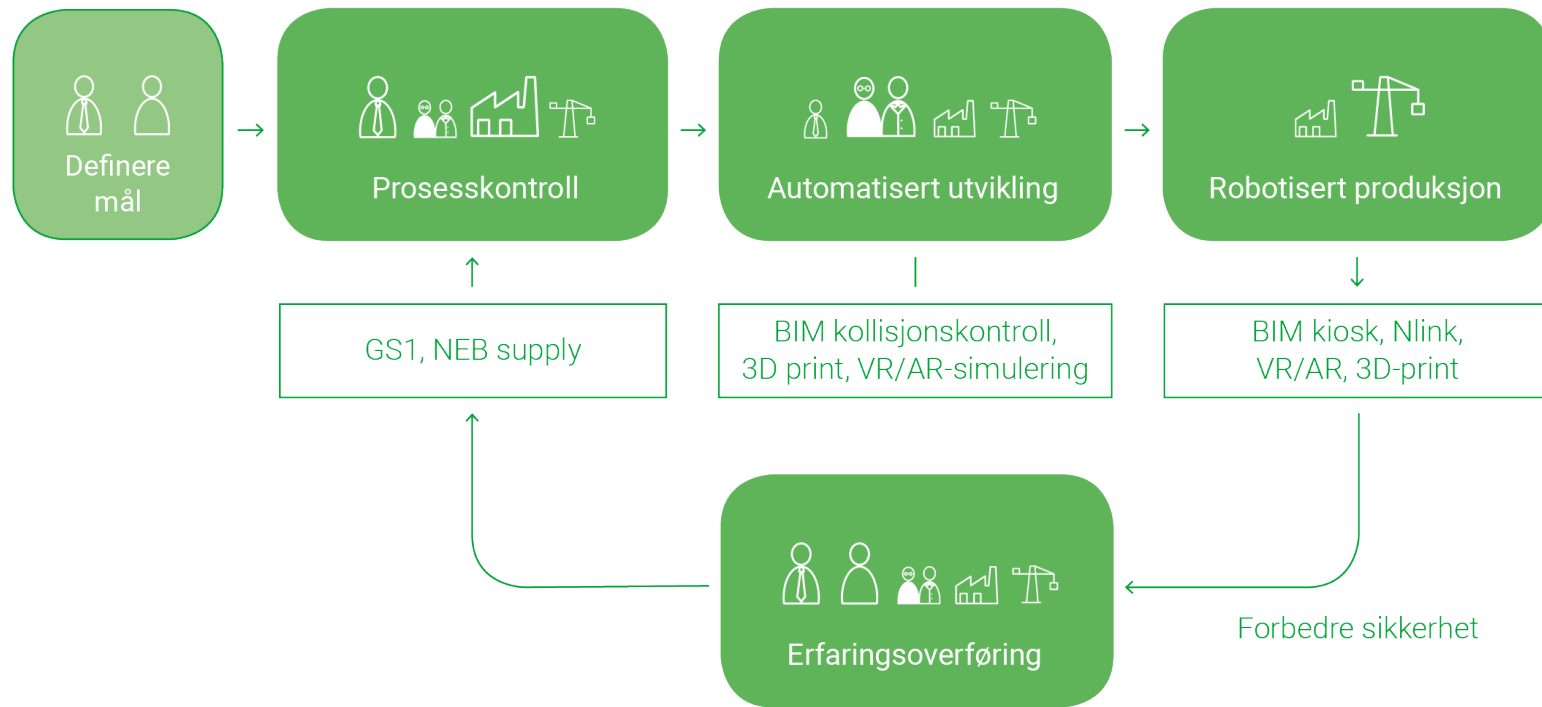 Definere
mål
Prosesskontroll
Automatisert utvikling
Robotisert produksjon
GS1, NEB supply
BIM kollisjonskontroll,
3D print, VR/AR-simulering
BIM kiosk, Nlink,
VR/AR, 3D-print
Forbedre sikkerhet
Erfaringsoverføring